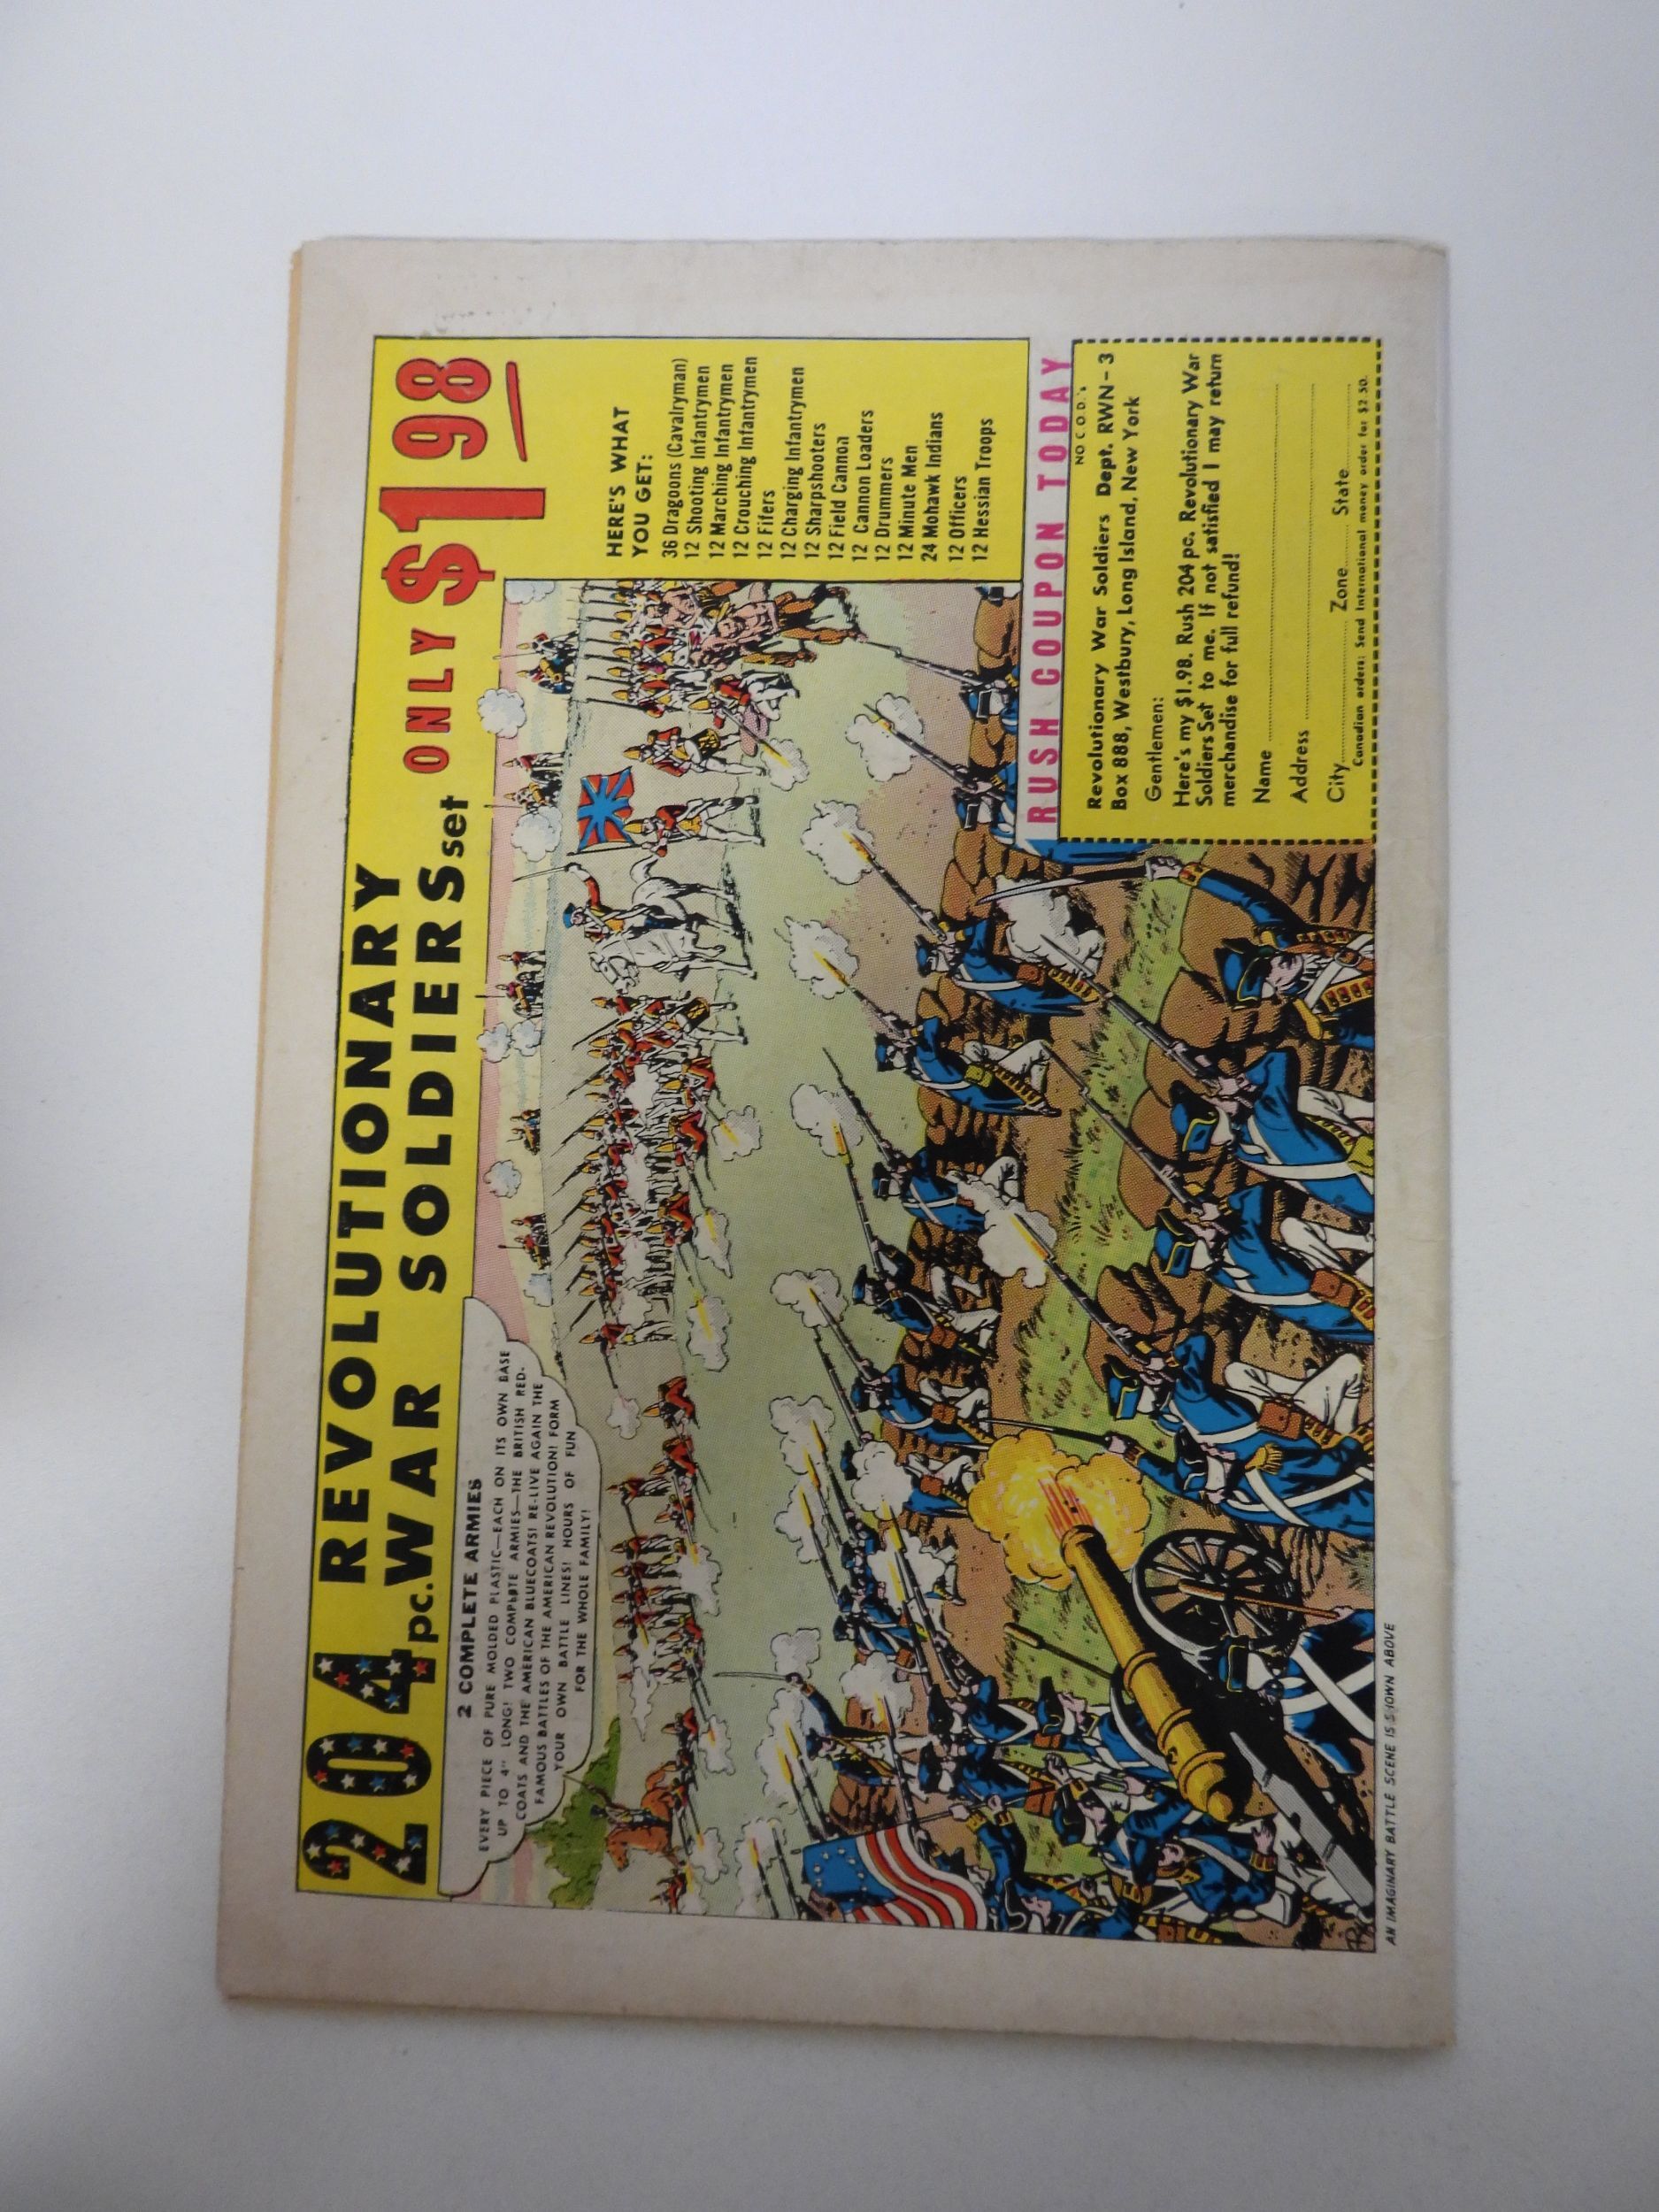 204 pc. REVOLUTIONARY
WAR SOLDIERS set ONLY $1 98
2 COMPLETE ARMIES
EVERY PIECE OF PURE MOLDED PLASTIC—EACH ON ITS OWN BASE
UP TO 4" LONG! TWO COMPLETE ARMIES—THE BRITISH RED-
COATS AND THE AMERICAN BLUECOATS! RE-LIVE AGAIN THE
FAMOUS BATTLES OF THE AMERICAN REVOLUTION! FORM
YOUR OWN BATTLE LINES! HOURS OF FUN
FOR THE WHOLE FAMILY!
HERE'S WHAT
YOU GET:
36 Dragoons (Cavalryman)
12 Shooting Infantrymen
12 Marching Infantrymen
12 Crouching Infantrymen
12 Fifers
12 Charging Infantrymen
12 Sharpshooters
12 Field Cannon
12 Cannon Loaders
12 Drummers
12 Minute Men
24 Mohawk Indians
12 Officers
12 Hessian Troops
RUSH COUPON TODAY
NO C.O.D.'s
Revolutionary War Soldiers Dept. RWN-3
Box 888, Westbury, Long Island, New York
Gentlemen:
Here's my $1.98. Rush 204 pc. Revolutionary War
Soldiers Set to me. If not satisfied I may return
merchandise for full refund!
Name
Address
City Zone State
Canadian orders: Send International money order for $2.50.
AN IMAGINARY BATTLE SCENE IS SHOWN ABOVE